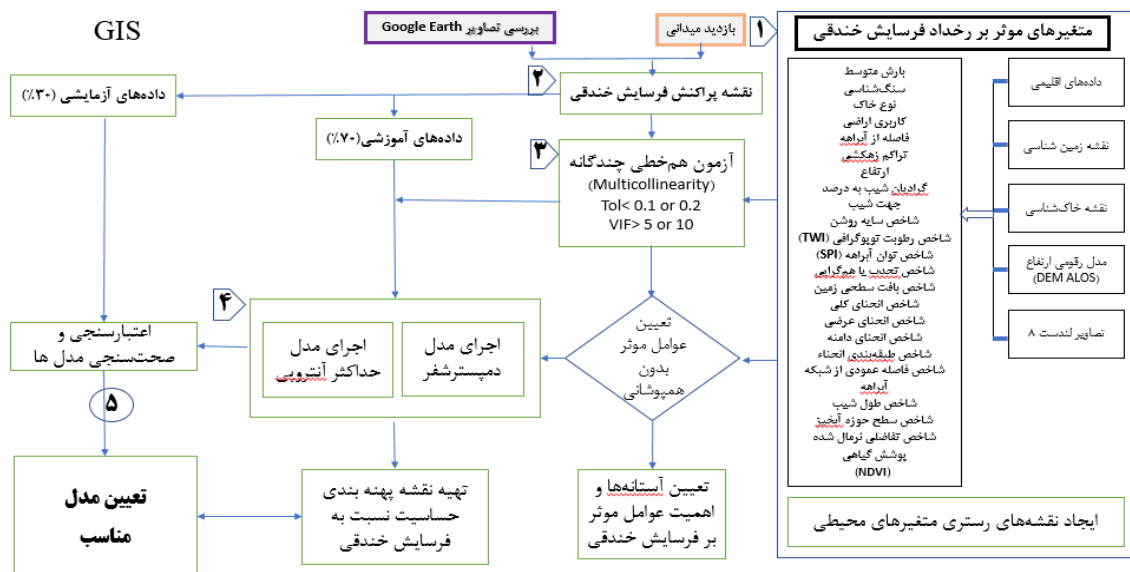 GIS
بررسی تصاویر Google Earth
بازدید میدانی
۱
متغیرهای موثر بر رخداد فرسایش خندقی
بارش متوسط
سنگ‌شناسی
نوع خاک
کاربری اراضی
فاصله از آبراهه
تراکم زهکشی
ارتفاع
گرادیان شیب به درصد
جهت شیب
شاخص سایه روشن
شاخص رطوبت توپوگرافی (TWI)
شاخص توان آبراهه (SPI)
شاخص تحدب یا هم‌گرایی
شاخص بافت سطحی زمین
شاخص انحنای کلی
شاخص انحنای عرضی
شاخص انحنای دامنه
شاخص طبقه‌بندی انحناء
شاخص فاصله عمودی از شبکه
آبراهه
شاخص طول شیب
شاخص سطح حوزه آبخیز
شاخص تفاضلی نرمال شده
پوشش گیاهی
(NDVI)
داده‌های اقلیمی
نقشه زمین شناسی
نقشه خاک‌شناسی
مدل رقومی ارتفاع
(DEM ALOS)
تصاویر لندست ۸
ایجاد نقشه‌های رستری متغیرهای محیطی
۲
نقشه پراکنش فرسایش خندقی
داده‌های آزمایشی (۳۰٪)
داده‌های آموزشی(۷۰٪)
۳
آزمون هم‌خطی چندگانه
(Multicollinearity)
Tol< 0.1 or 0.2
VIF> 5 or 10
تعیین
عوامل موثر
بدون
همپوشانی
۴
اجرای مدل
دمپسترشفر
اجرای مدل
حداکثر آنتروپی
اعتبارسنجی و
صحت‌سنجی مدل ها
۵
تعیین آستانه‌ها و
اهمیت عوامل موثر
بر فرسایش خندقی
تهیه نقشه پهنه بندی
حساسیت نسبت به
فرسایش خندقی
تعیین مدل
مناسب